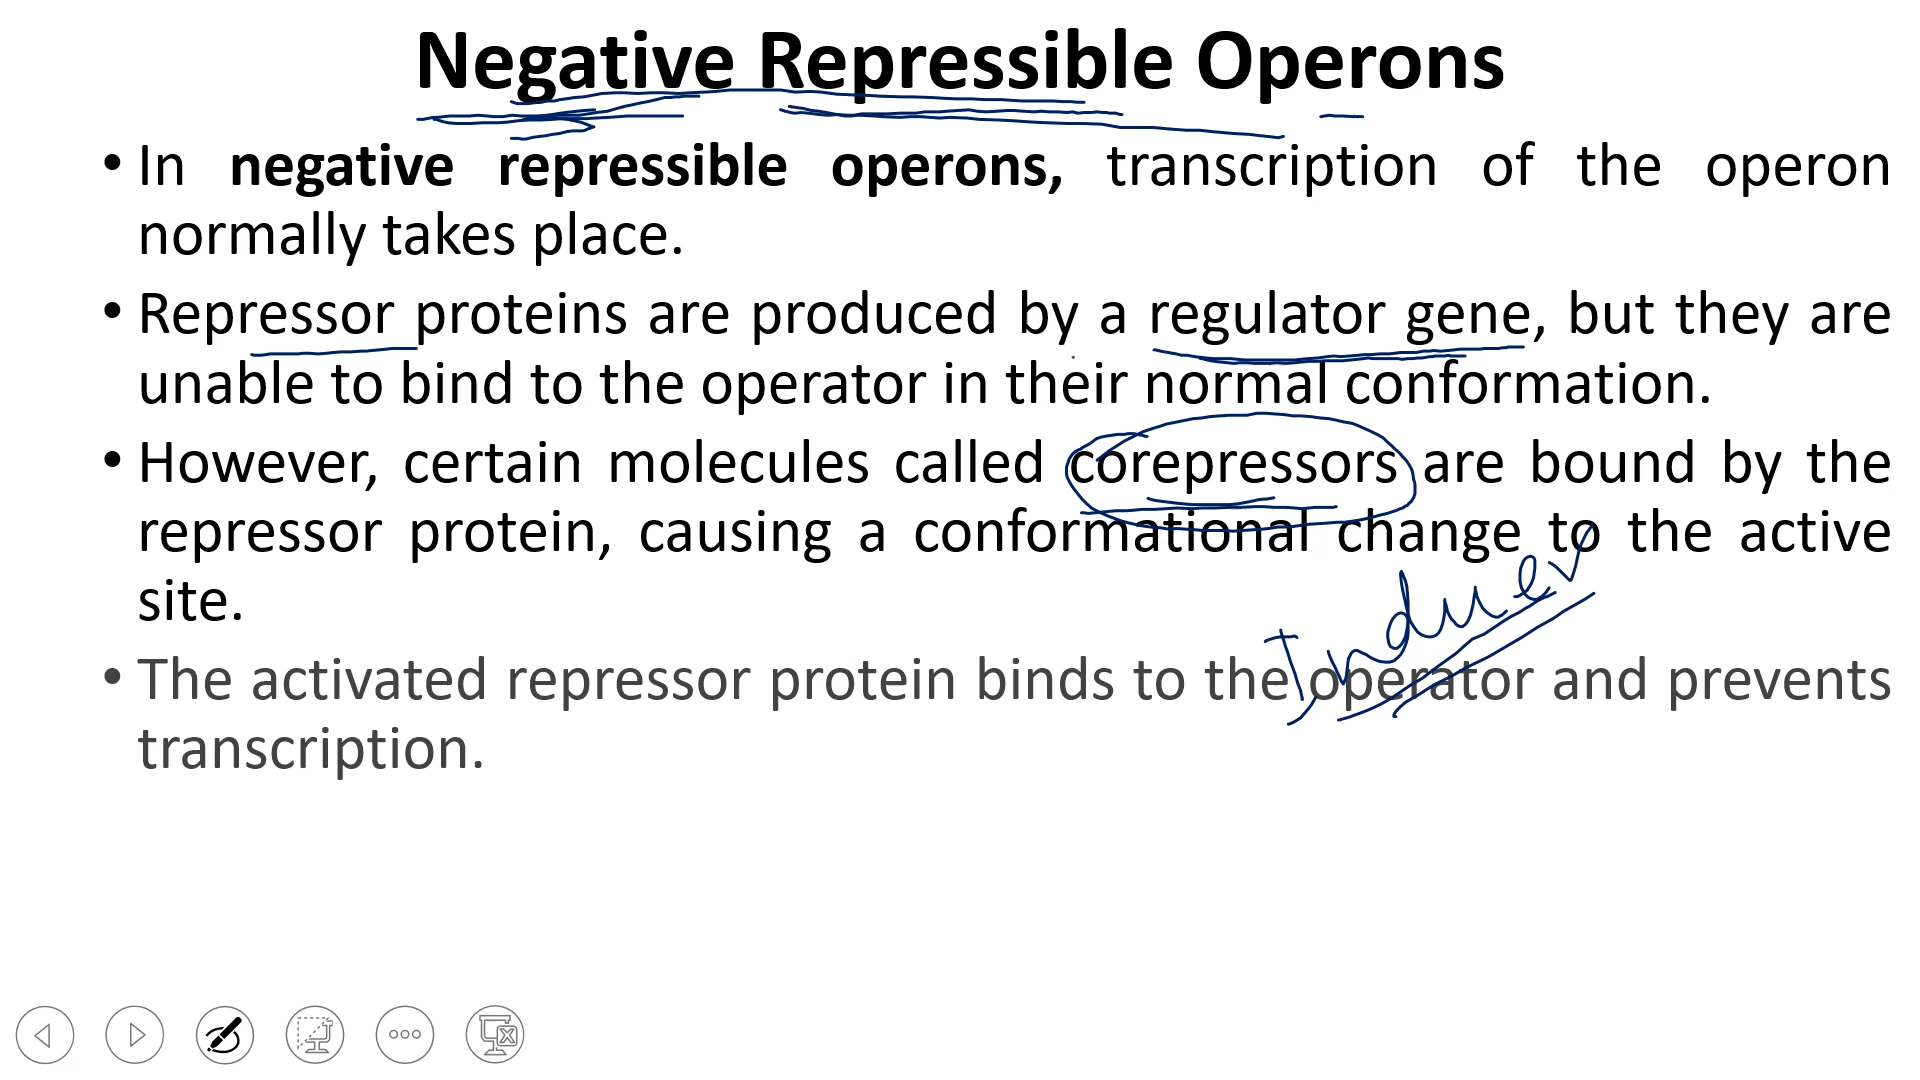 Negative Repressible Operons
• In negative repressible operons, transcription of the operon
normally takes place.
• Repressor proteins are produced by a regulator gene, but they are
unable to bind to the operator in their normal conformation.
• However, certain molecules called corepressors are bound by the
repressor protein, causing a conformational change to the active
site.
Inducer
• The activated repressor protein binds to the operator and prevents
transcription.